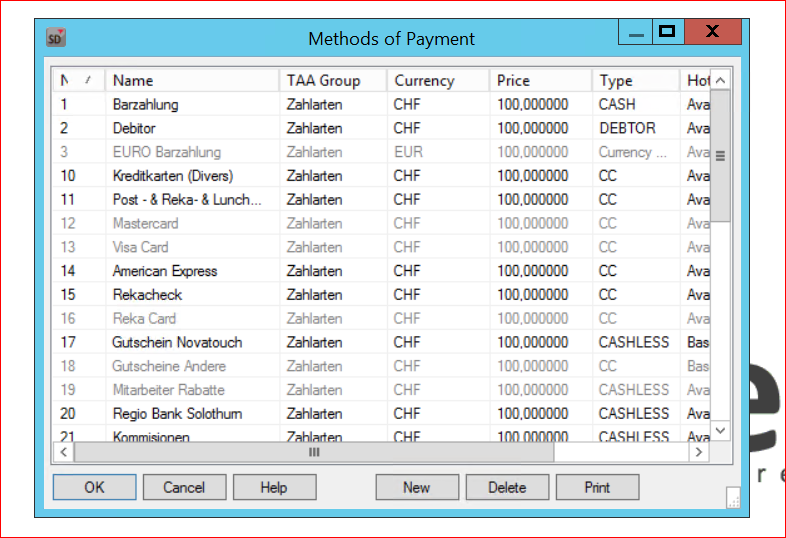 SD
Methods of Payment
N Name TAA Group Currency Price Type Hot
1 Barzahlung Zahlarten CHF 100,000000 CASH Ava
2 Debitor Zahlarten CHF 100,000000 DEBTOR Ava
3 EURO Barzahlung Zahlarten EUR 100,000000 Currency ... Ava
10 Kreditkarten (Divers) Zahlarten CHF 100,000000 CC Ava
11 Post - & Reka- & Lunch... Zahlarten CHF 100,000000 CC Ava
12 Mastercard Zahlarten CHF 100,000000 CC Ava
13 Visa Card Zahlarten CHF 100,000000 CC Ava
14 American Express Zahlarten CHF 100,000000 CC Ava
15 Rekacheck Zahlarten CHF 100,000000 CC Ava
16 Reka Card Zahlarten CHF 100,000000 CC Ava
17 Gutschein Novatouch Zahlarten CHF 100,000000 CASHLESS Bas
18 Gutscheine Andere Zahlarten CHF 100,000000 CC Bas
19 Mitarbeiter Rabatte Zahlarten CHF 100,000000 CASHLESS Ava
20 Regio Bank Solothurn Zahlarten CHF 100,000000 CASHLESS Ava
21 Kommisionen Zahlarten CHF 100,000000 CASHLESS Ava
OK Cancel Help New Delete Print
e
r e